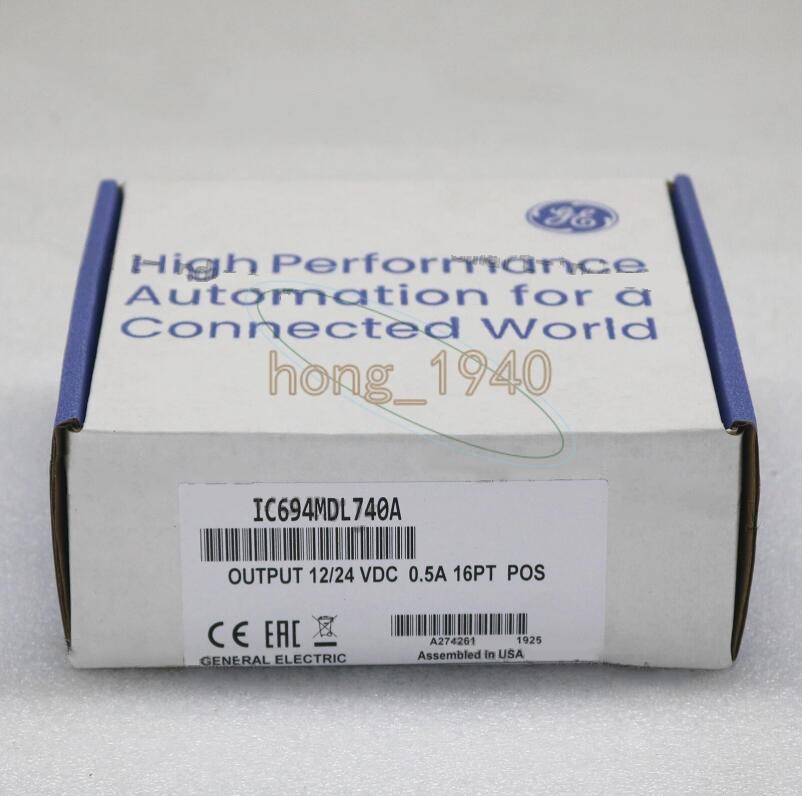 GE
High Performance
Automation for a
Connected World
hong_1940
IC694MDL740A
OUTPUT 12/24 VDC 0.5A 16PT POS
CE EAC
A274261 1925
GENERAL ELECTRIC
Assembled in USA